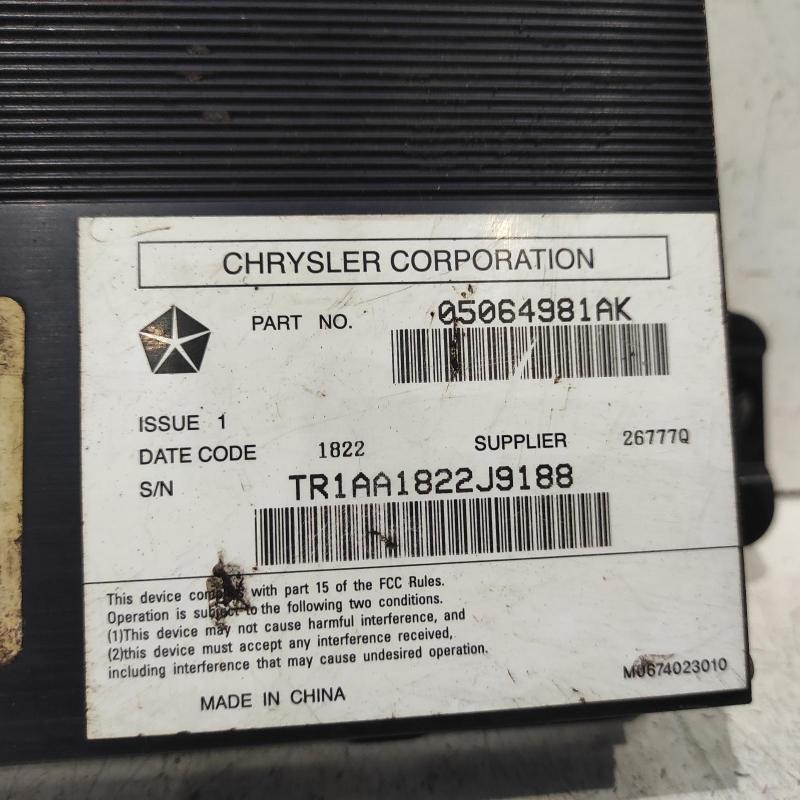 CHRYSLER CORPORATION
PART NO. 05064981AK
ISSUE 1
DATE CODE 1822 SUPPLIER 26777Q
S/N TR1AA1822J9188
This device complies with part 15 of the FCC Rules.
Operation is subject to the following two conditions.
(1)This device may not cause harmful interference, and
(2)this device must accept any interference received,
including interference that may cause undesired operation.
MU674023010
MADE IN CHINA